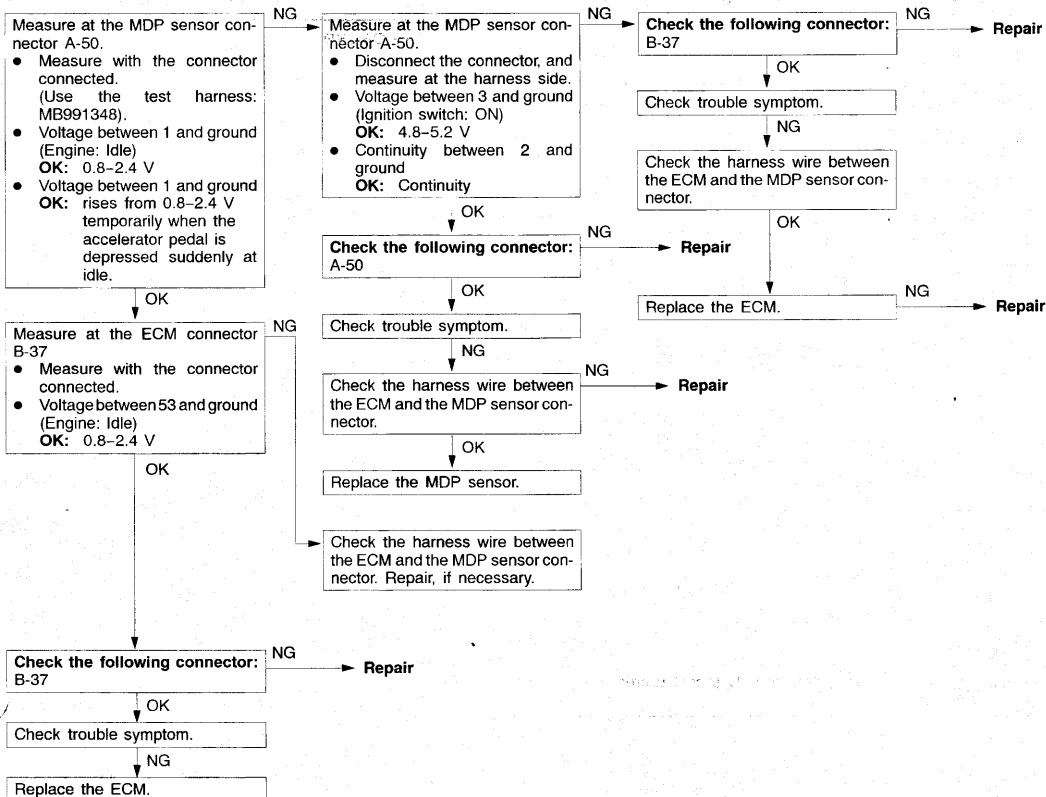 Measure at the MDP sensor con-
nector A-50.
● Measure with the connector
connected.
(Use the test harness:
MB991348).
● Voltage between 1 and ground
(Engine: Idle)
OK: 0.8–2.4 V
● Voltage between 1 and ground
OK: rises from 0.8–2.4 V
temporarily when the
accelerator pedal is
depressed suddenly at
idle.
NG
OK
Measure at the MDP sensor con-
nector A-50.
● Disconnect the connector, and
measure at the harness side.
● Voltage between 3 and ground
(Ignition switch: ON)
OK: 4.8–5.2 V
● Continuity between 2 and
ground
OK: Continuity
NG
OK
Check the following connector:
B-37
NG
Repair
OK
Check trouble symptom.
NG
Check the harness wire between
the ECM and the MDP sensor con-
nector.
OK
Replace the ECM.
NG
Repair
Check the following connector:
A-50
NG
Repair
OK
Check trouble symptom.
NG
Check the harness wire between
the ECM and the MDP sensor con-
nector.
NG
Repair
OK
Replace the MDP sensor.
Measure at the ECM connector
B-37
● Measure with the connector
connected.
● Voltage between 53 and ground
(Engine: Idle)
OK: 0.8–2.4 V
NG
OK
Check the harness wire between
the ECM and the MDP sensor con-
nector. Repair, if necessary.
Check the following connector:
B-37
NG
Repair
OK
Check trouble symptom.
NG
Replace the ECM.